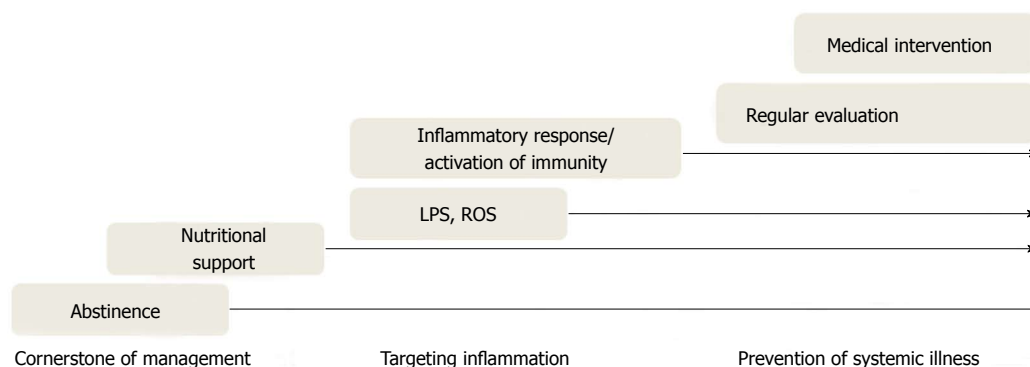 Medical intervention
Regular evaluation
Inflammatory response/
activation of immunity
LPS, ROS
Nutritional
support
Abstinence
Cornerstone of management
Targeting inflammation
Prevention of systemic illness